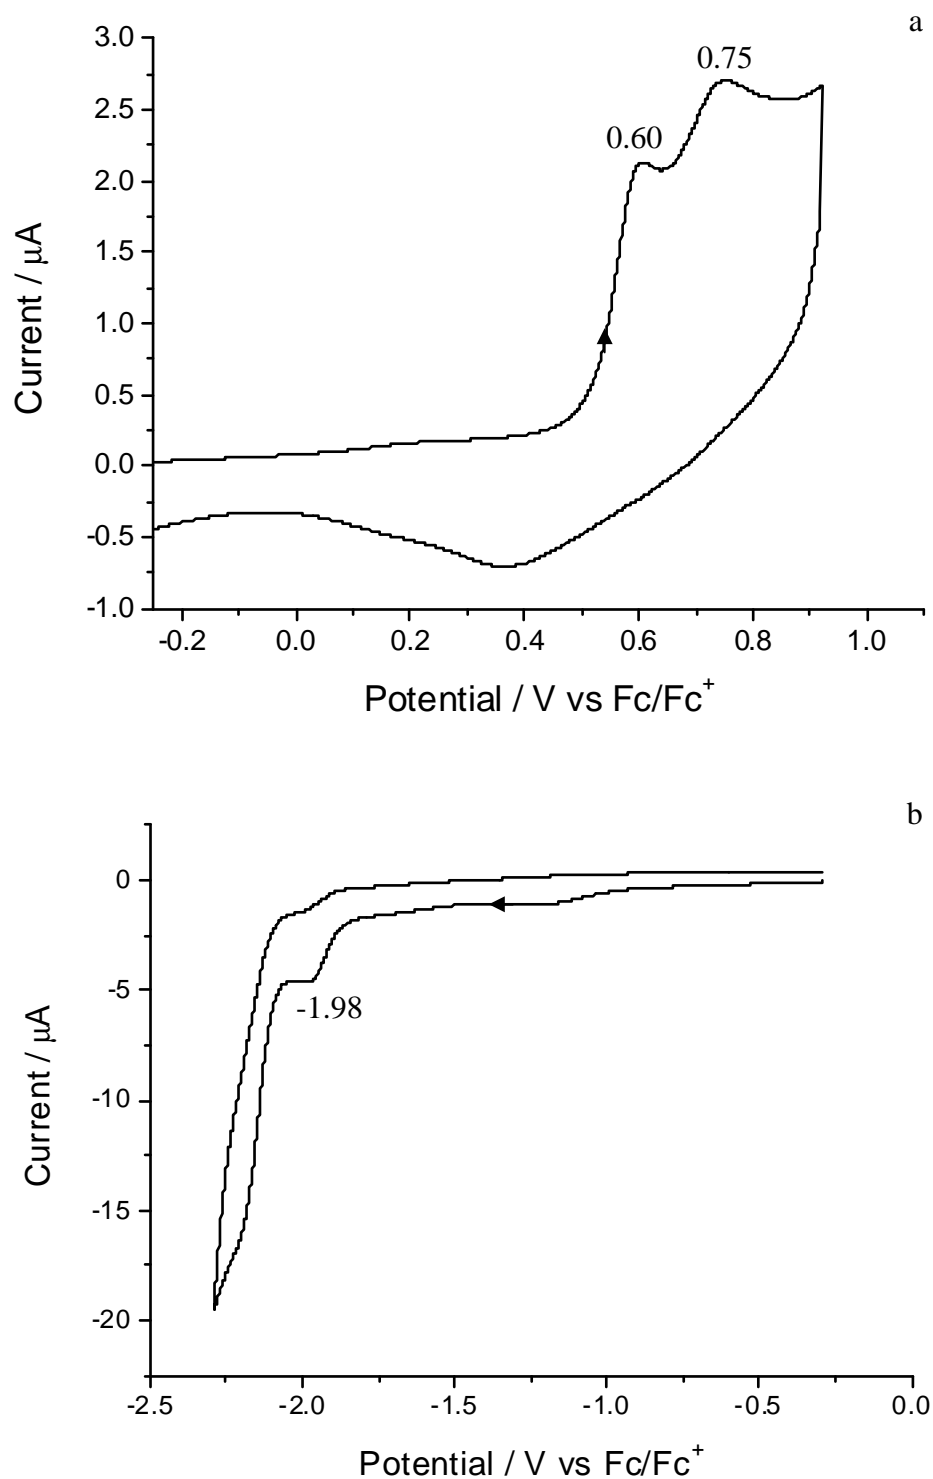 a
0.75
0.60
3.0
2.5
2.0
1.5
1.0
0.5
0.0
-0.5
-1.0
Current / μA
-0.2 0.0 0.2 0.4 0.6 0.8 1.0
Potential / V vs Fc/Fc⁺
b
0
-5
-10
-15
-20
-1.98
Current / μA
-2.5 -2.0 -1.5 -1.0 -0.5 0.0
Potential / V vs Fc/Fc⁺